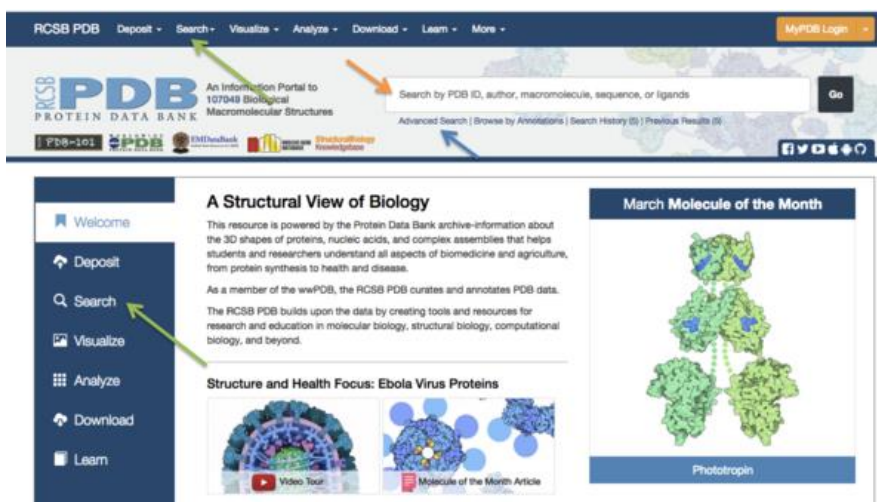 RCSB PDB Deposit Search Visualize Analyze Download Learn More MyPDB Login
RCSB
PDB
PROTEIN DATA BANK
An Information Portal to
107049 Biological
Macromolecular Structures
Search by PDB ID, author, macromolecule, sequence, or ligands
Go
Advanced Search | Browse by Annotations | Search History (5) | Previous Results (5)
PDB-101 PDB EMDataBank StructuralBiology
Knowledgebase
Welcome
Deposit
Search
Visualize
Analyze
Download
Learn
A Structural View of Biology
This resource is powered by the Protein Data Bank archive-information about
the 3D shapes of proteins, nucleic acids, and complex assemblies that helps
students and researchers understand all aspects of biomedicine and agriculture,
from protein synthesis to health and disease.
As a member of the wwPDB, the RCSB PDB curates and annotates PDB data.
The RCSB PDB builds upon the data by creating tools and resources for
research and education in molecular biology, structural biology, computational
biology, and beyond.
Structure and Health Focus: Ebola Virus Proteins
Video Tour
Molecule of the Month Article
March Molecule of the Month
Phototropin